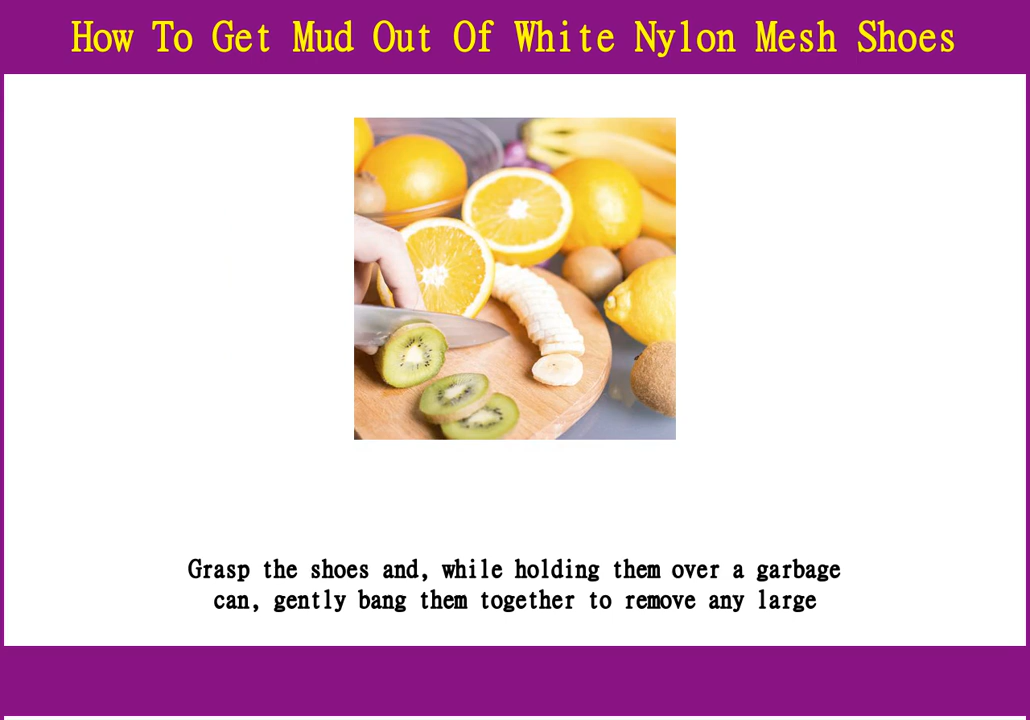 How To Get Mud Out Of White Nylon Mesh Shoes
Grasp the shoes and, while holding them over a garbage
can, gently bang them together to remove any large